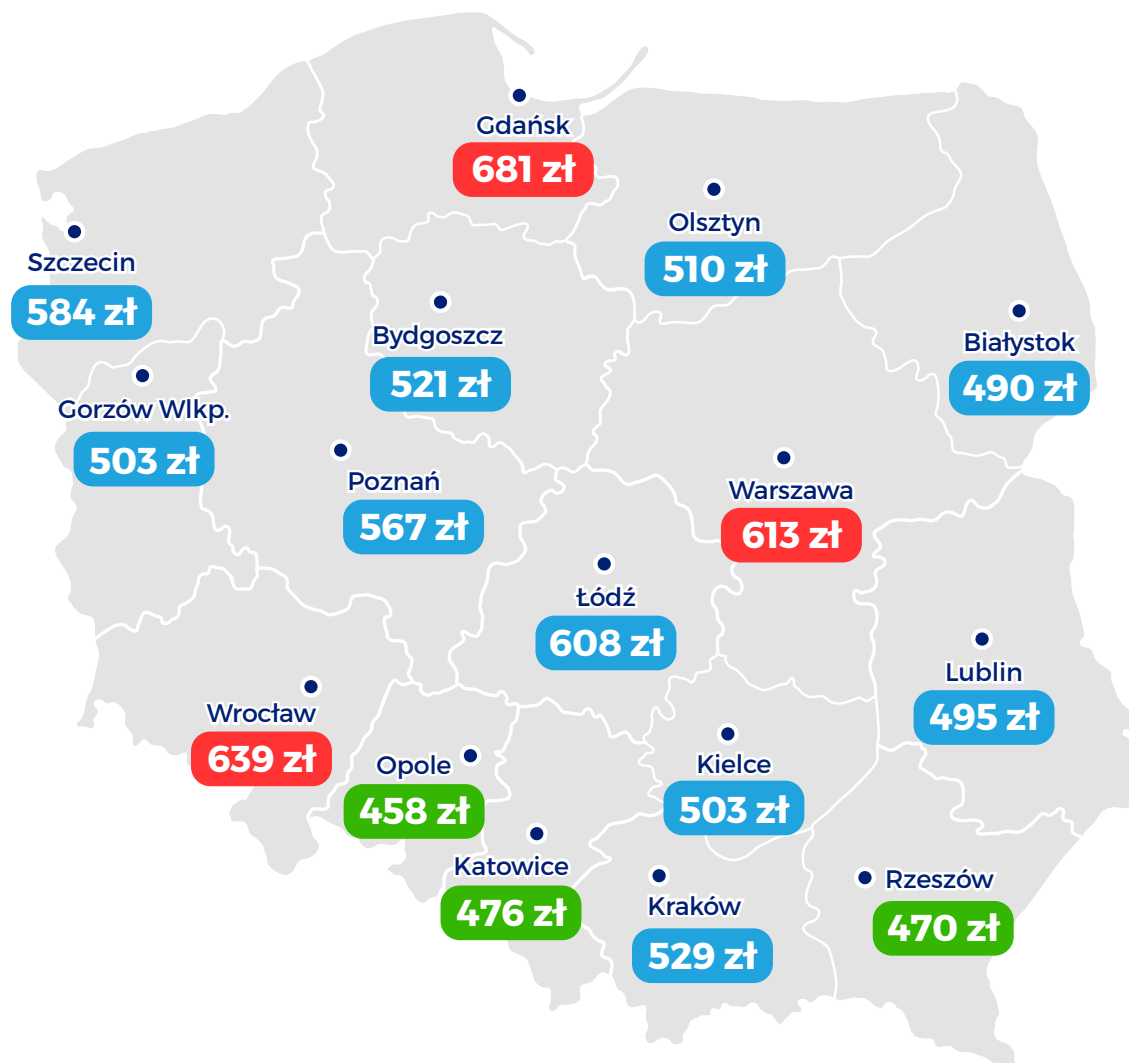 Gdańsk
681 zł
Olsztyn
510 zł
Szczecin
584 zł
Bydgoszcz
521 zł
Białystok
490 zł
Gorzów Wlkp.
503 zł
Poznań
567 zł
Warszawa
613 zł
Łódź
608 zł
Lublin
495 zł
Wrocław
639 zł
Opole
458 zł
Kielce
503 zł
Katowice
476 zł
Kraków
529 zł
Rzeszów
470 zł